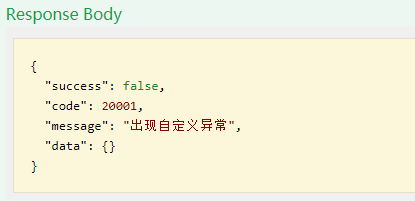 Response Body
{
  "success": false,
  "code": 20001,
  "message": "出现自定义异常",
  "data": {}
}